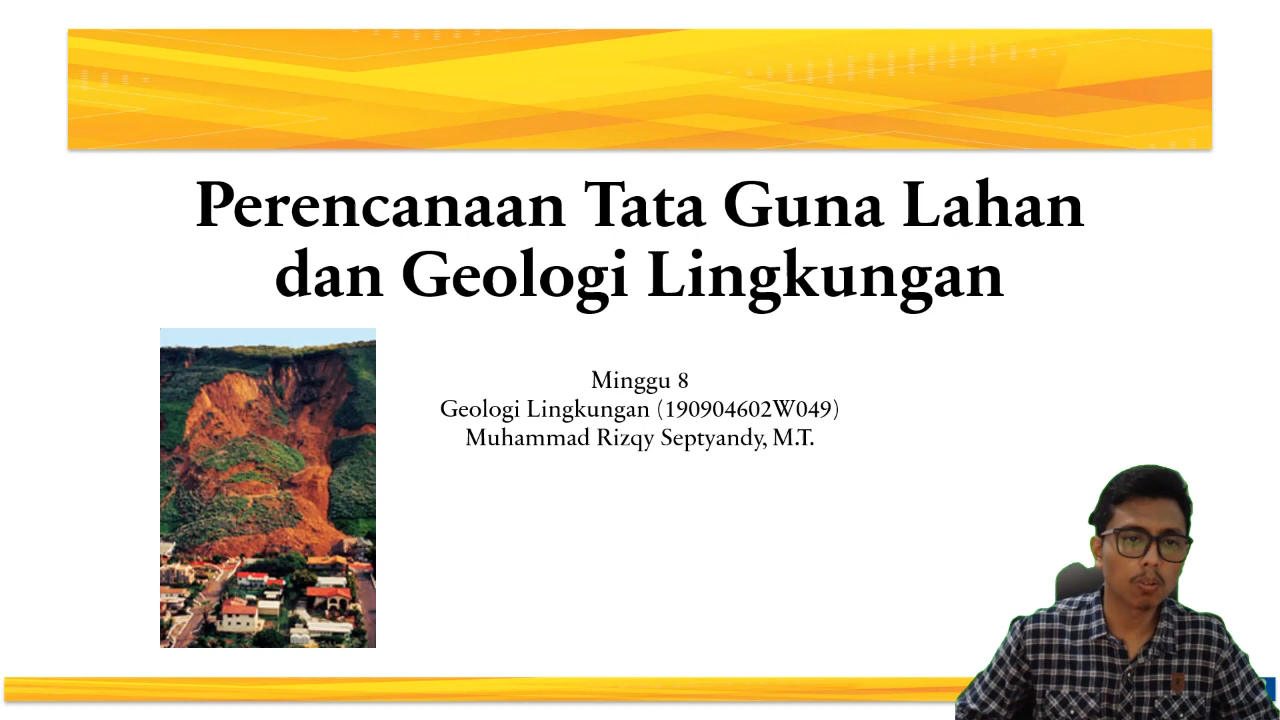 Perencanaan Tata Guna Lahan
dan Geologi Lingkungan
Minggu 8
Geologi Lingkungan (190904602W049)
Muhammad Rizqy Septyandy, M.T.